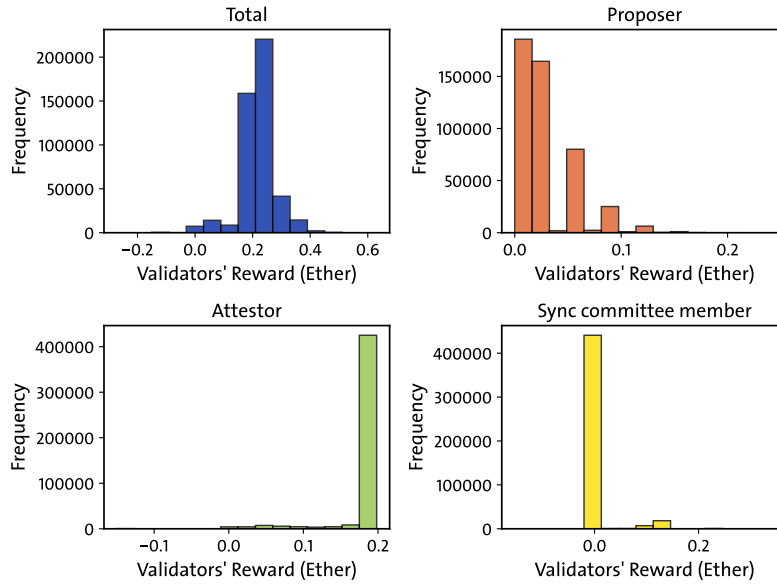 Total
Frequency
200000
150000
100000
50000
0
−0.2 0.0 0.2 0.4 0.6
Validators' Reward (Ether)
Proposer
Frequency
150000
100000
50000
0
0.0 0.1 0.2
Validators' Reward (Ether)
Attestor
Frequency
400000
300000
200000
100000
0
−0.1 0.0 0.1 0.2
Validators' Reward (Ether)
Sync committee member
Frequency
400000
300000
200000
100000
0
0.0 0.2
Validators' Reward (Ether)